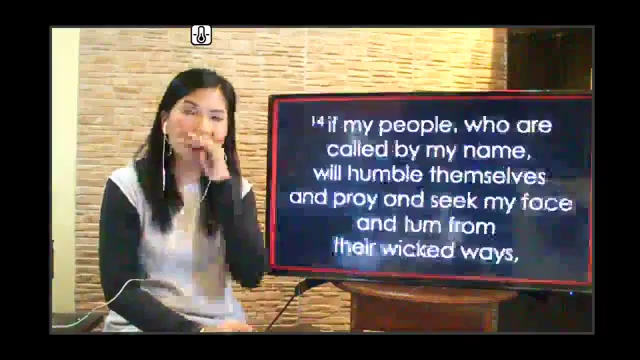 14 if my people, who are
called by my name,
will humble themselves
and pray and seek my face
and turn from
their wicked ways,